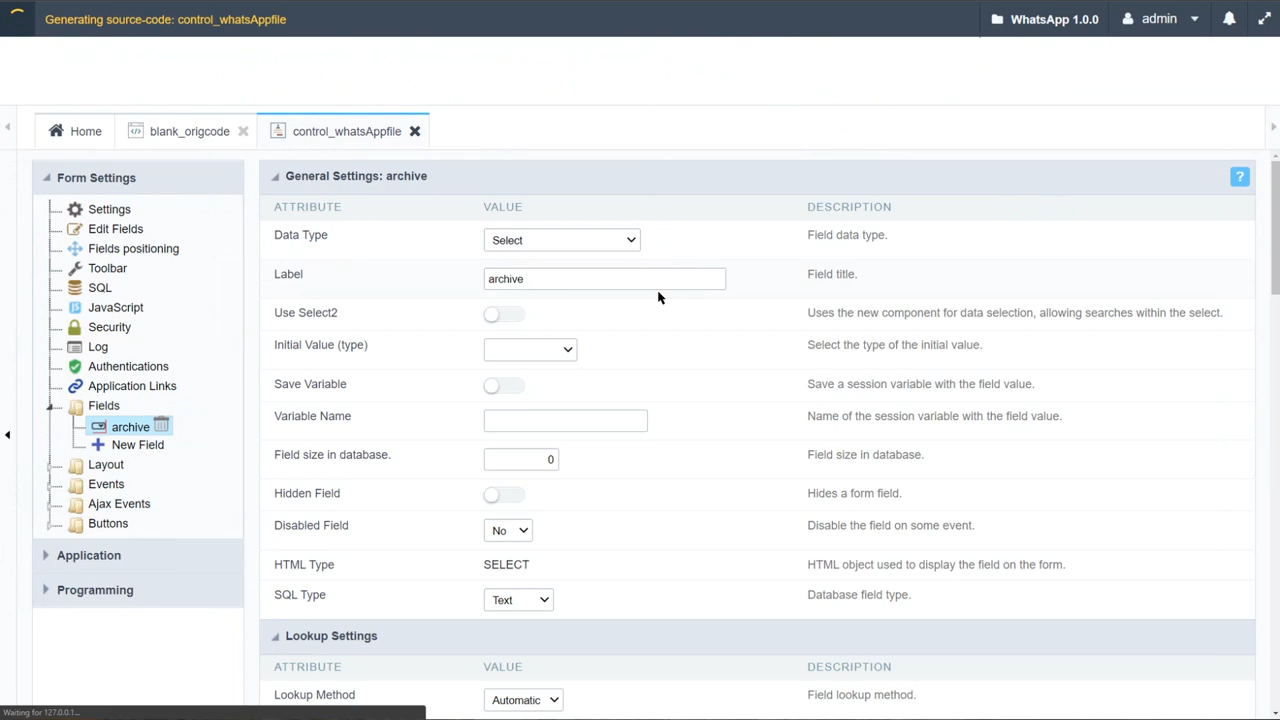 Generating source-code: control_whatsAppfile
WhatsApp 1.0.0
admin
Home
blank_origcode
control_whatsAppfile
Form Settings
Settings
Edit Fields
Fields positioning
Toolbar
SQL
JavaScript
Security
Log
Authentications
Application Links
Fields
archive
New Field
Layout
Events
Ajax Events
Buttons
Application
Programming
General Settings: archive
?
ATTRIBUTE VALUE DESCRIPTION
Data Type Select Field data type.
Label archive Field title.
Use Select2 Uses the new component for data selection, allowing searches within the select.
Initial Value (type) Select the type of the initial value.
Save Variable Save a session variable with the field value.
Variable Name Name of the session variable with the field value.
Field size in database. 0 Field size in database.
Hidden Field Hides a form field.
Disabled Field No Disable the field on some event.
HTML Type SELECT HTML object used to display the field on the form.
SQL Type Text Database field type.
Lookup Settings
ATTRIBUTE VALUE DESCRIPTION
Lookup Method Automatic Field lookup method.
Waiting for 127.0.0.1...